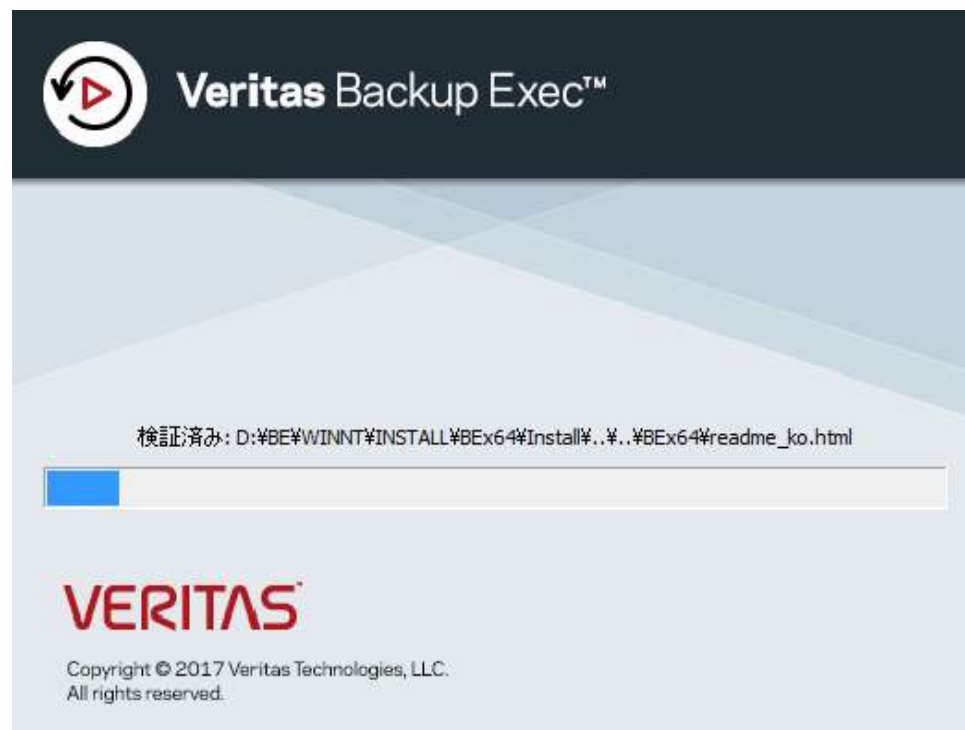 Veritas Backup Exec™
検証済み: D:¥BE¥WINNT¥INSTALL¥BEx64¥Install¥..¥..¥BEx64¥readme_ko.html
VERITAS™
Copyright © 2017 Veritas Technologies, LLC.
All rights reserved.